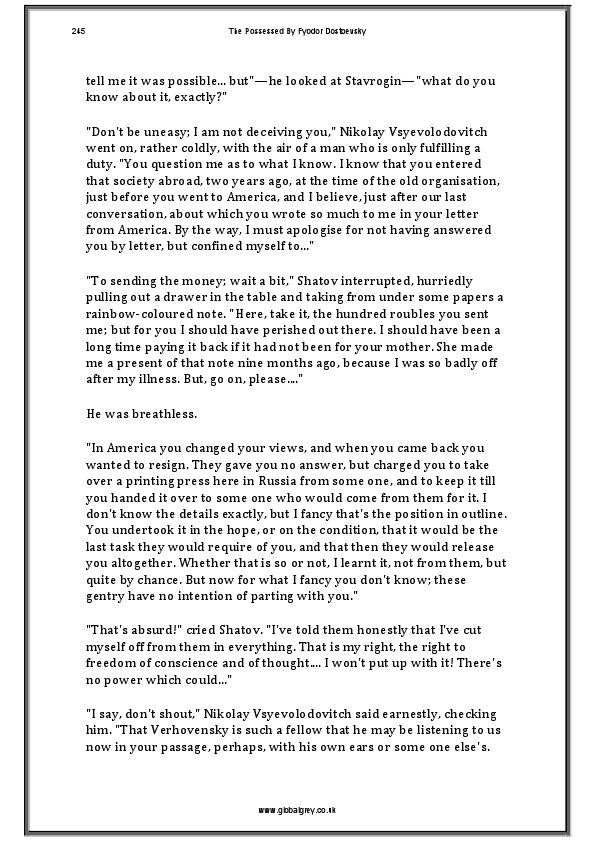 245
The Possessed By Fyodor Dostoevsky
tell me it was possible... but"—he looked at Stavrogin—"what do you
know about it, exactly?"
"Don't be uneasy; I am not deceiving you," Nikolay Vsyevolodovitch
went on, rather coldly, with the air of a man who is only fulfilling a
duty. "You question me as to what I know. I know that you entered
that society abroad, two years ago, at the time of the old organisation,
just before you went to America, and I believe, just after our last
conversation, about which you wrote so much to me in your letter
from America. By the way, I must apologise for not having answered
you by letter, but confined myself to..."
"To sending the money; wait a bit," Shatov interrupted, hurriedly
pulling out a drawer in the table and taking from under some papers a
rainbow-coloured note. "Here, take it, the hundred roubles you sent
me; but for you I should have perished out there. I should have been a
long time paying it back if it had not been for your mother. She made
me a present of that note nine months ago, because I was so badly off
after my illness. But, go on, please...."
He was breathless.
"In America you changed your views, and when you came back you
wanted to resign. They gave you no answer, but charged you to take
over a printing press here in Russia from some one, and to keep it till
you handed it over to some one who would come from them for it. I
don't know the details exactly, but I fancy that's the position in outline.
You undertook it in the hope, or on the condition, that it would be the
last task they would require of you, and that then they would release
you altogether. Whether that is so or not, I learnt it, not from them, but
quite by chance. But now for what I fancy you don't know; these
gentry have no intention of parting with you."
"That's absurd!" cried Shatov. "I've told them honestly that I've cut
myself off from them in everything. That is my right, the right to
freedom of conscience and of thought.... I won't put up with it! There's
no power which could..."
"I say, don't shout," Nikolay Vsyevolodovitch said earnestly, checking
him. "That Verhovensky is such a fellow that he may be listening to us
now in your passage, perhaps, with his own ears or some one else's.
www.globalgrey.co.uk